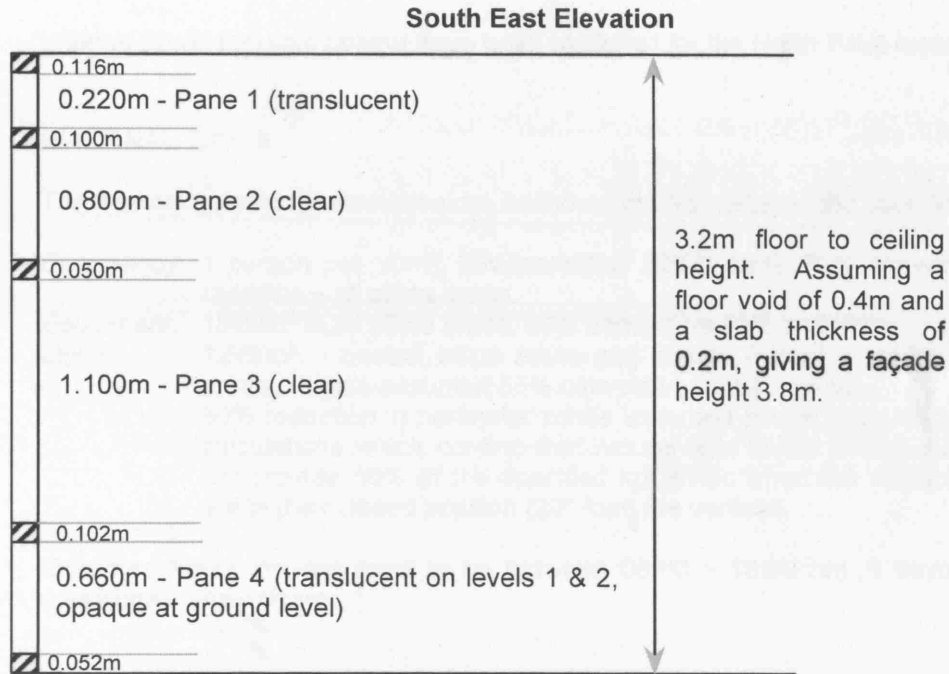 South East Elevation
0.116m
0.220m - Pane 1 (translucent)
0.100m
0.800m - Pane 2 (clear)
0.050m
3.2m floor to ceiling
height. Assuming a
floor void of 0.4m and
a slab thickness of
0.2m, giving a façade
height 3.8m.
1.100m - Pane 3 (clear)
0.102m
0.660m - Pane 4 (translucent on levels 1 & 2,
opaque at ground level)
0.052m